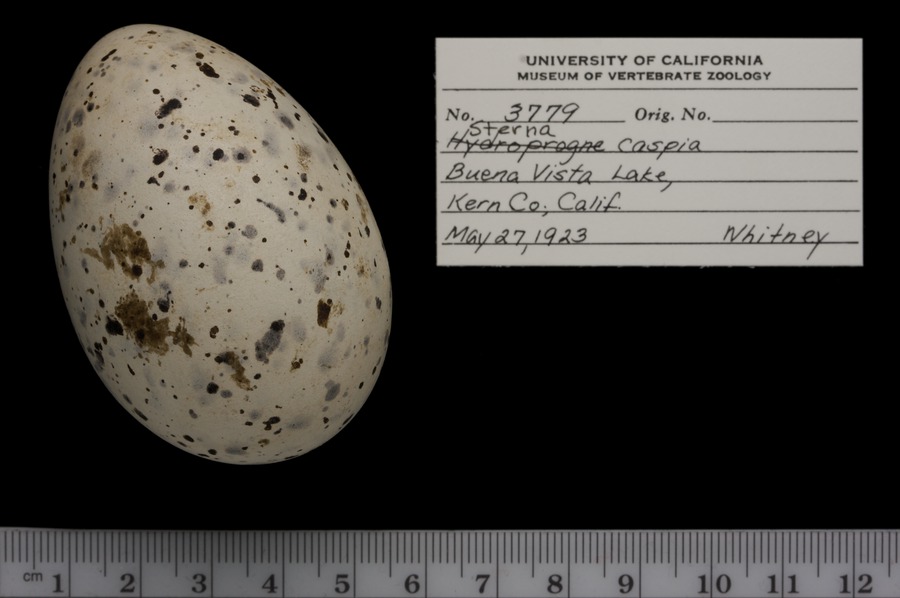 UNIVERSITY OF CALIFORNIA
MUSEUM OF VERTEBRATE ZOOLOGY
No. 3779 Orig. No.
Sterna
Hydroprogne caspia
Buena Vista Lake,
Kern Co., Calif.
May 27, 1923 Whitney
cm 1 2 3 4 5 6 7 8 9 10 11 12